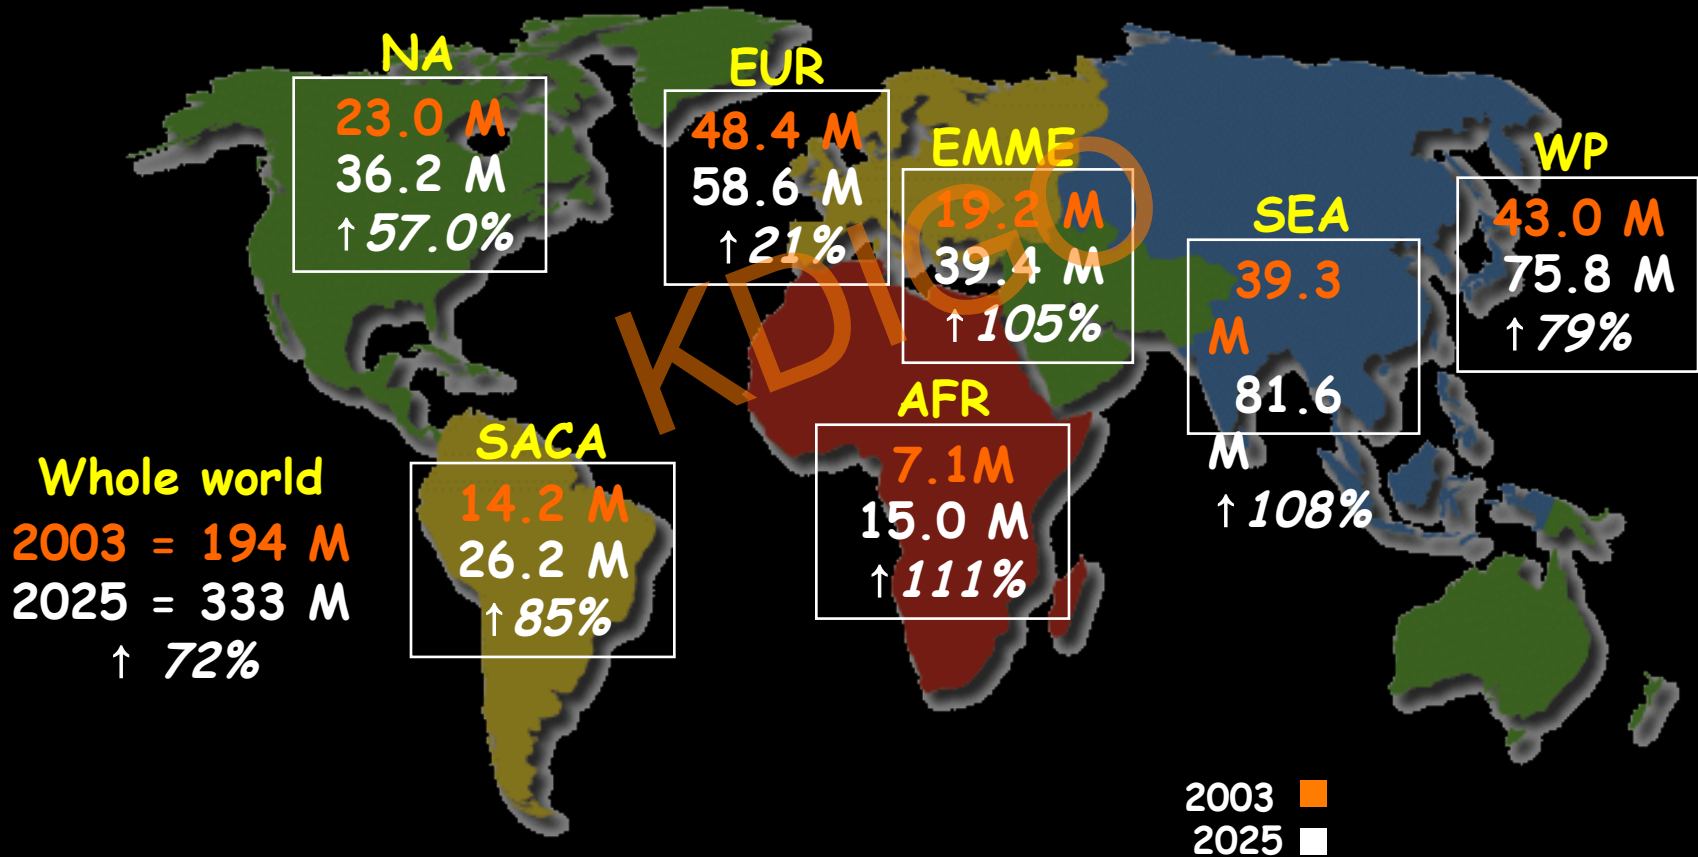 NA
23.0 M
36.2 M
↑57.0%
EUR
48.4 M
58.6 M
↑21%
EMME
19.2 M
39.4 M
↑105%
SEA
39.3
M
81.6
M
↑108%
WP
43.0 M
75.8 M
↑79%
AFR
7.1M
15.0 M
↑111%
SACA
14.2 M
26.2 M
↑85%
Whole world
2003 = 194 M
2025 = 333 M
↑ 72%
KDIGO
2003
2025